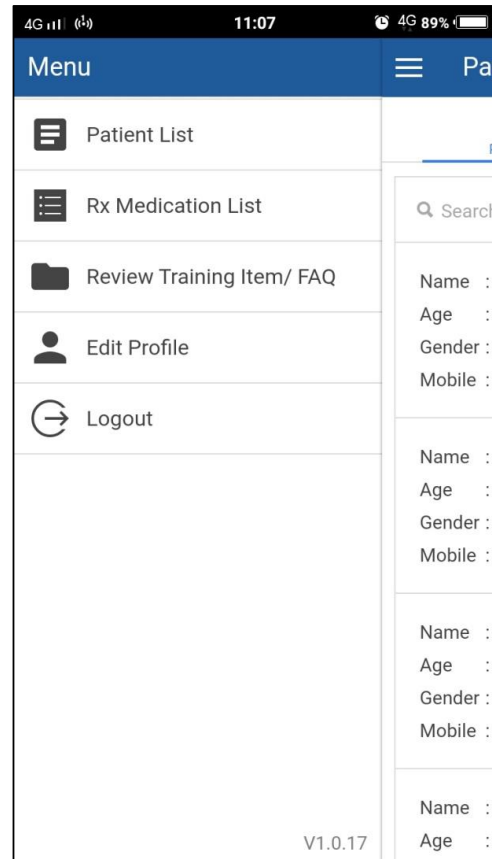 4G 11:07 4G 89%
Menu
Patient List
Rx Medication List
Review Training Item/ FAQ
Edit Profile
Logout
V1.0.17
Pa
Search
Name :
Age :
Gender :
Mobile :
Name :
Age :
Gender :
Mobile :
Name :
Age :
Gender :
Mobile :
Name :
Age :